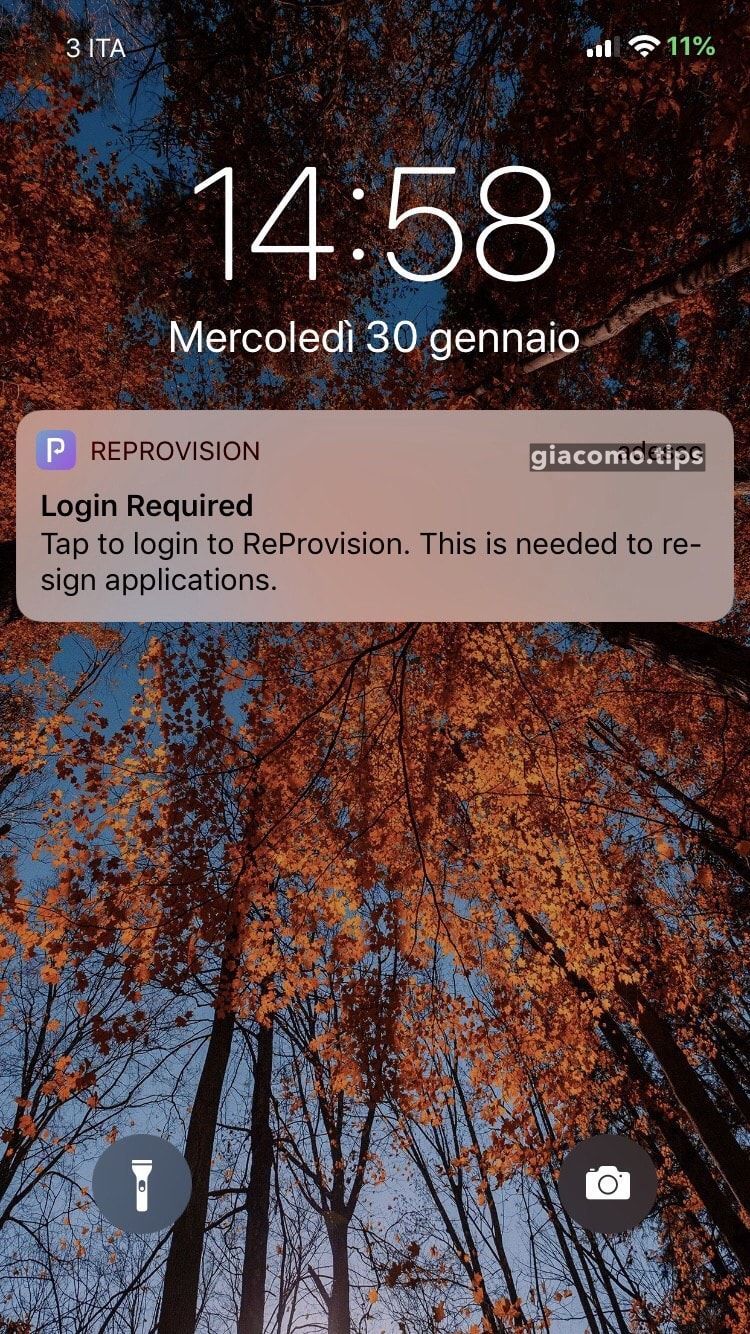 3 ITA 11%
14:58
Mercoledì 30 gennaio
REPROVISION adesso
giacomo.tips
Login Required
Tap to login to ReProvision. This is needed to re-
sign applications.